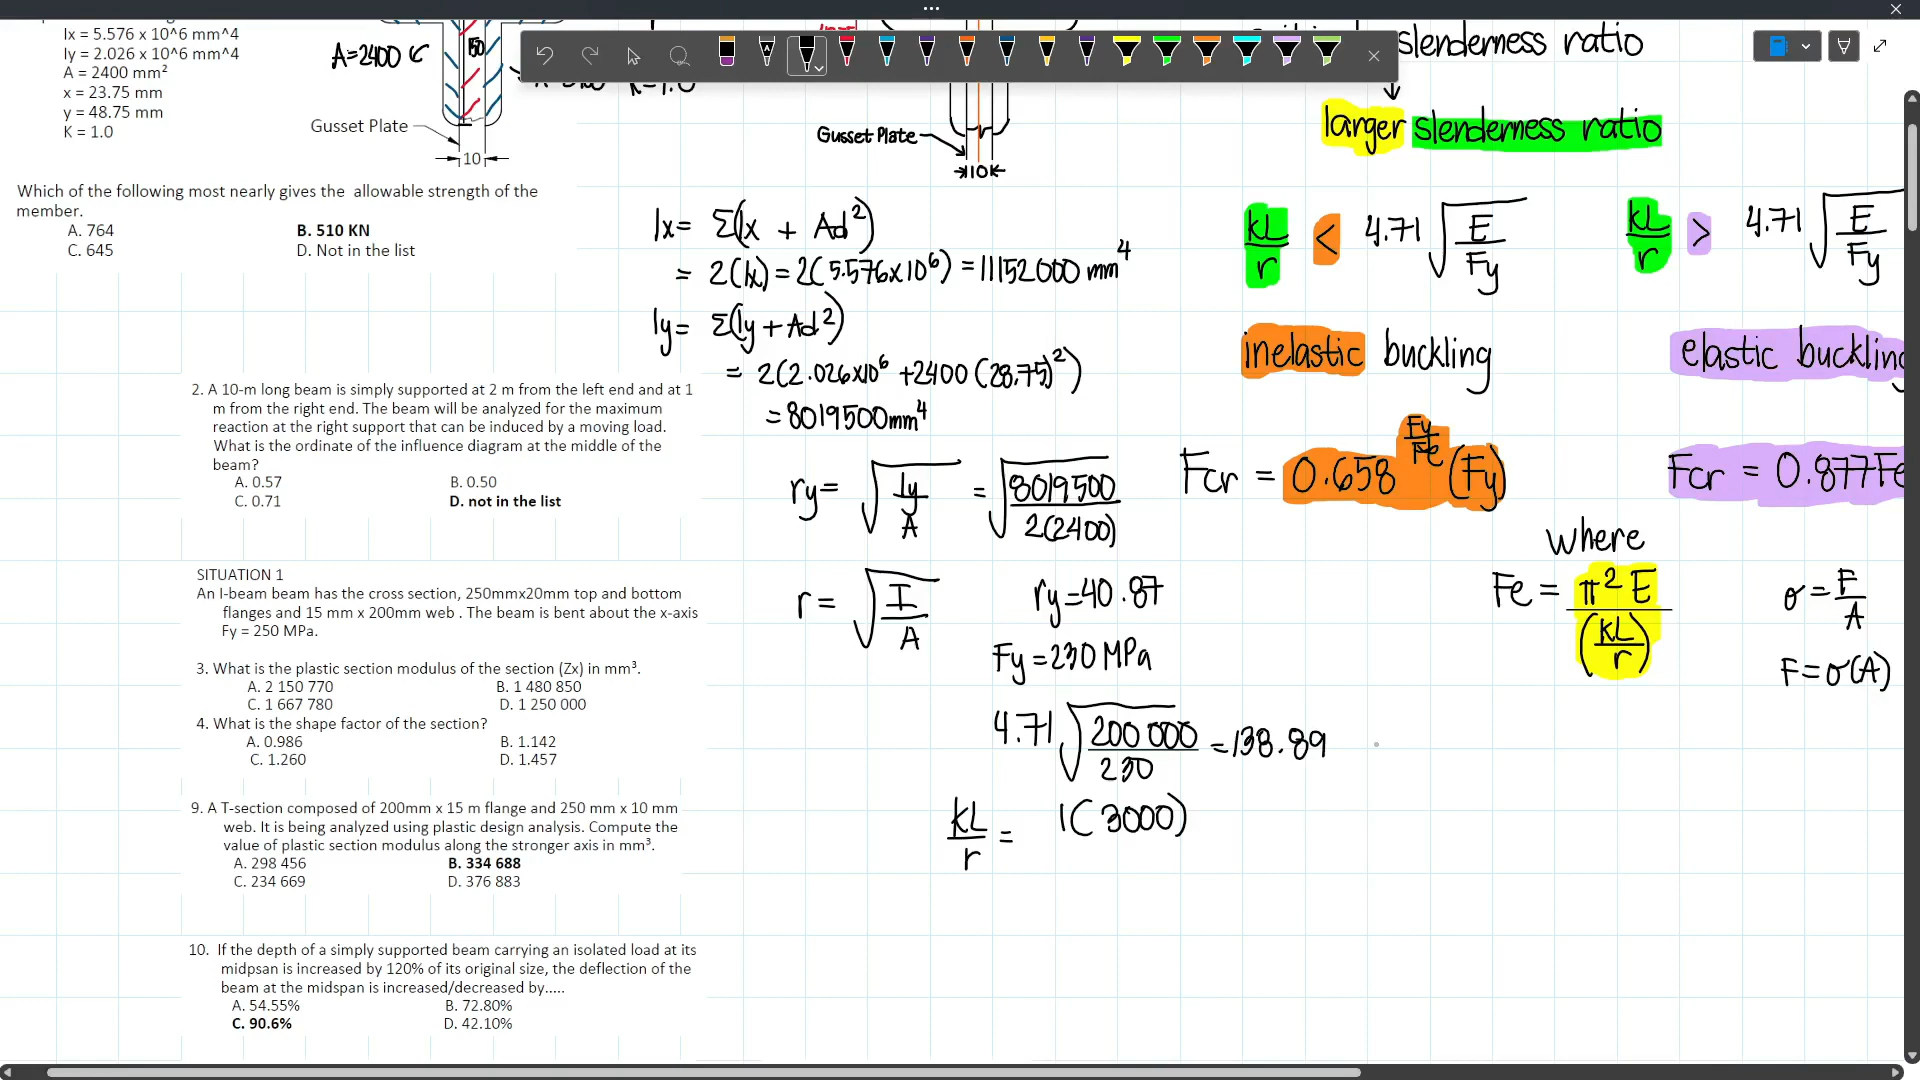 Ix = 5.576 x 10^6 mm^4
Iy = 2.026 x 10^6 mm^4
A = 2400 mm²
x = 23.75 mm
y = 48.75 mm
K = 1.0
A=2400
150
Gusset Plate
10
Which of the following most nearly gives the allowable strength of the
member.
A. 764 B. 510 KN
C. 645 D. Not in the list
2. A 10-m long beam is simply supported at 2 m from the left end and at 1
m from the right end. The beam will be analyzed for the maximum
reaction at the right support that can be induced by a moving load.
What is the ordinate of the influence diagram at the middle of the
beam?
A. 0.57 B. 0.50
C. 0.71 D. not in the list
SITUATION 1
An I-beam beam has the cross section, 250mmx20mm top and bottom
flanges and 15 mm x 200mm web . The beam is bent about the x-axis
Fy = 250 MPa.
3. What is the plastic section modulus of the section (Zx) in mm³.
A. 2 150 770 B. 1 480 850
C. 1 667 780 D. 1 250 000
4. What is the shape factor of the section?
A. 0.986 B. 1.142
C. 1.260 D. 1.457
9. A T-section composed of 200mm x 15 m flange and 250 mm x 10 mm
web. It is being analyzed using plastic design analysis. Compute the
value of plastic section modulus along the stronger axis in mm³.
A. 298 456 B. 334 688
C. 234 669 D. 376 883
10. If the depth of a simply supported beam carrying an isolated load at its
midpsan is increased by 120% of its original size, the deflection of the
beam at the midspan is increased/decreased by.....
A. 54.55% B. 72.80%
C. 90.6% D. 42.10%
Gusset Plate
10
Ix = Σ(Ix + Ad²)
= 2(Ix) = 2(5.576x10⁶) = 11152000 mm⁴
Iy = Σ(Iy + Ad²)
= 2(2.026x10⁶ + 2400(28.75)²)
= 8019500mm⁴
ry = √(Iy/A) = √(8019500/2(2400))
r = √(I/A)
ry = 40.87
Fy = 230 MPa
4.71 √(200 000/230) = 138.89
kL/r = 1(3000)
slenderness ratio
↓
larger slenderness ratio
kL/r < 4.71 √(E/Fy)
inelastic buckling
Fcr = 0.658^(Fy/Fe) (Fy)
kL/r > 4.71 √(E/Fy)
elastic buckling
Fcr = 0.877Fe
where
Fe = π² E/(kL/r)
σ = F/A
F = σ(A)